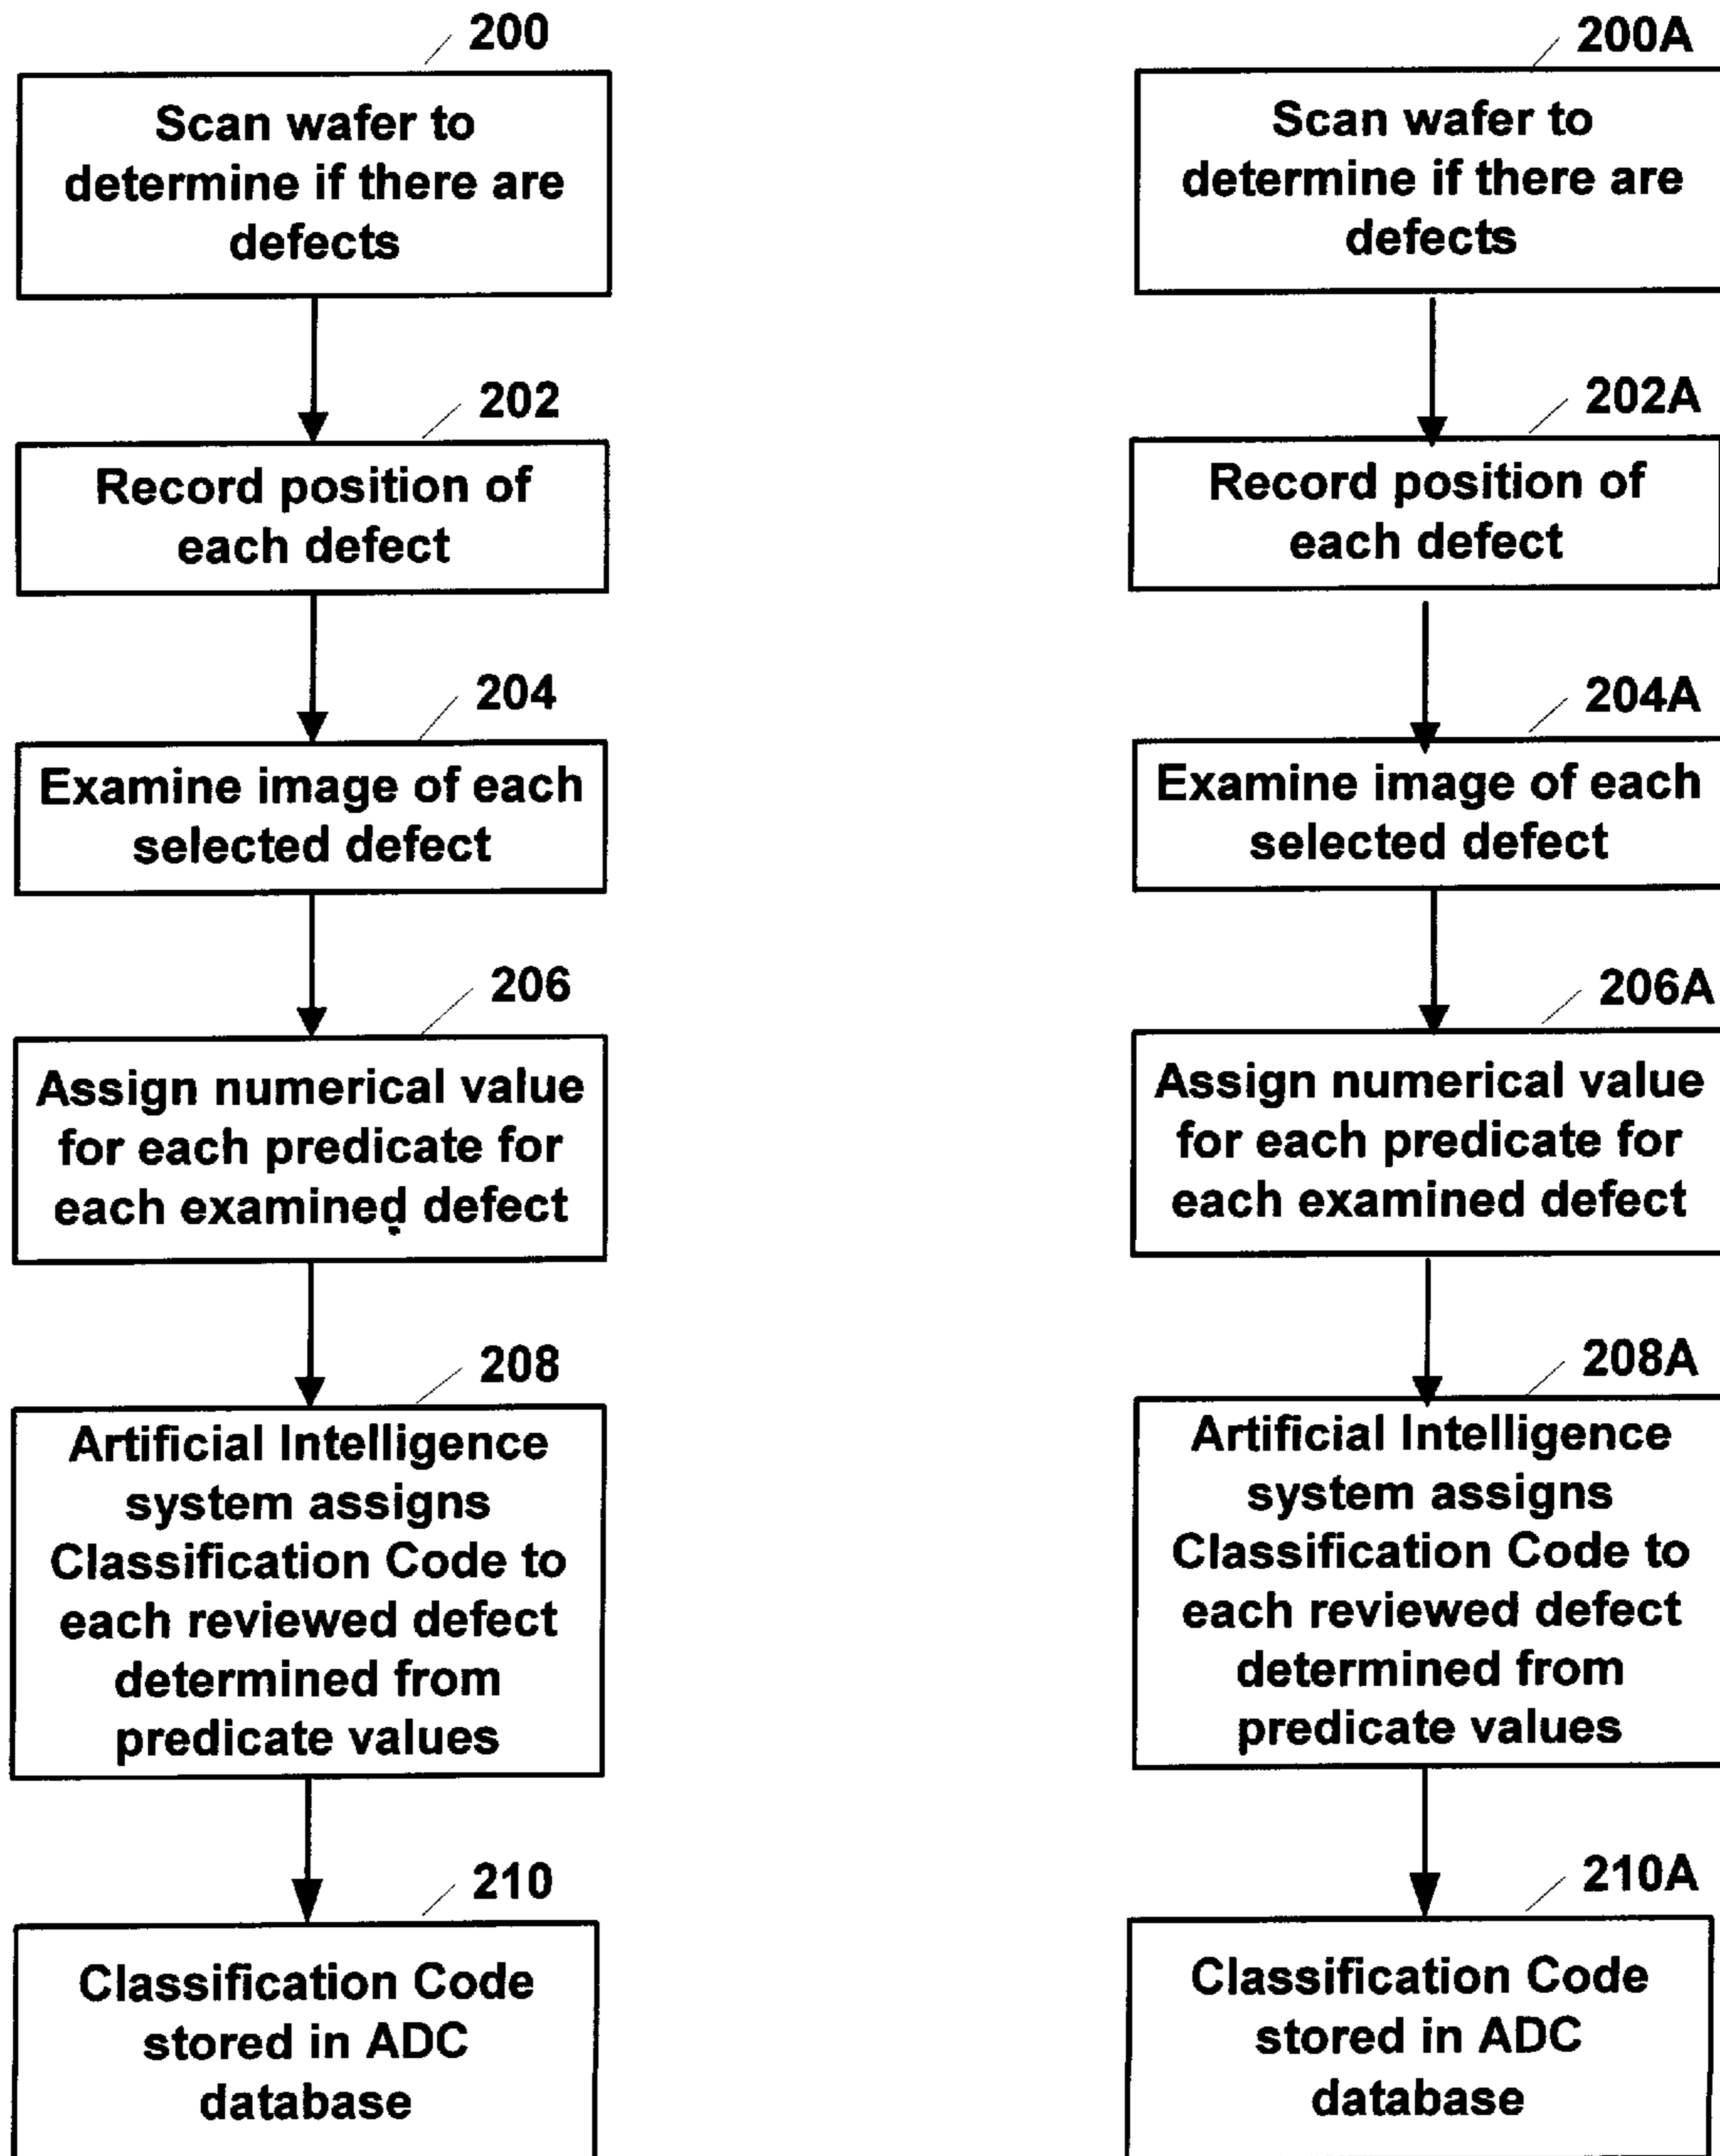 200
Scan wafer to
determine if there are
defects
202
Record position of
each defect
204
Examine image of each
selected defect
206
Assign numerical value
for each predicate for
each examined defect
208
Artificial Intelligence
system assigns
Classification Code to
each reviewed defect
determined from
predicate values
210
Classification Code
stored in ADC
database
200A
Scan wafer to
determine if there are
defects
202A
Record position of
each defect
204A
Examine image of each
selected defect
206A
Assign numerical value
for each predicate for
each examined defect
208A
Artificial Intelligence
system assigns
Classification Code to
each reviewed defect
determined from
predicate values
210A
Classification Code
stored in ADC
database